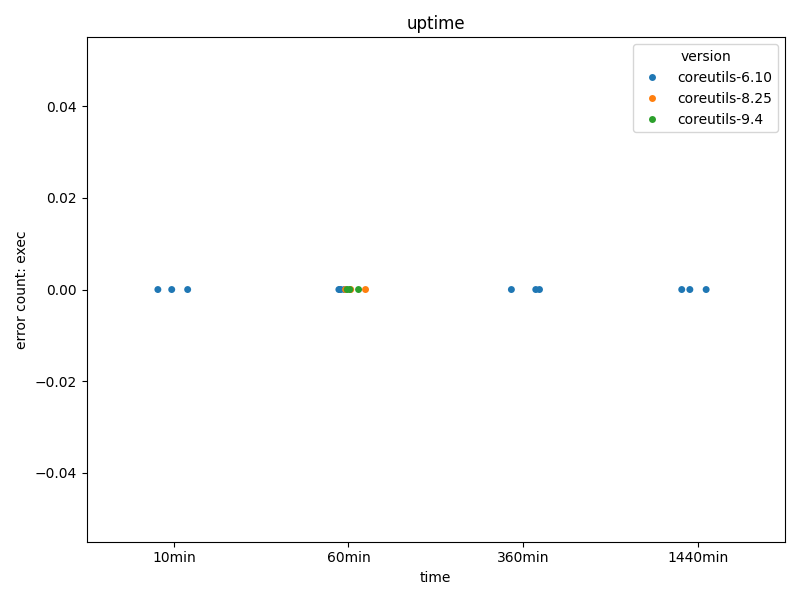 uptime
version
coreutils-6.10
coreutils-8.25
coreutils-9.4
error count: exec
0.04
0.02
0.00
−0.02
−0.04
10min
60min
360min
1440min
time